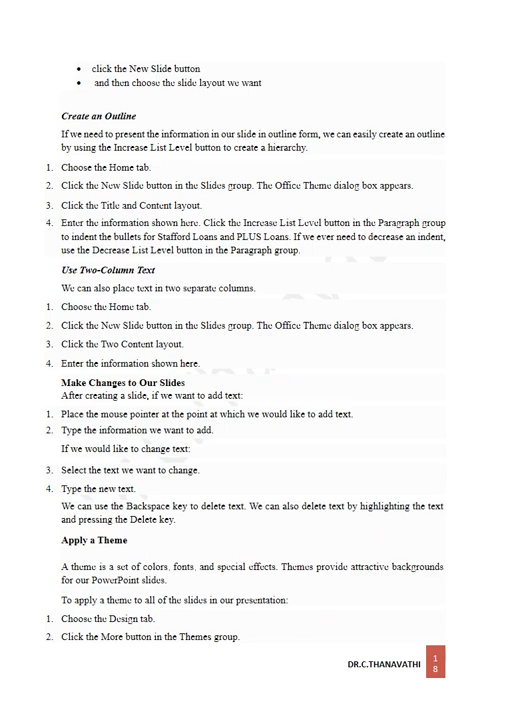 • click the New Slide button
• and then choose the slide layout we want
Create an Outline
If we need to present the information in our slide in outline form, we can easily create an outline
by using the Increase List Level button to create a hierarchy.
1. Choose the Home tab.
2. Click the New Slide button in the Slides group. The Office Theme dialog box appears.
3. Click the Title and Content layout.
4. Enter the information shown here. Click the Increase List Level button in the Paragraph group
to indent the bullets for Stafford Loans and PLUS Loans. If we ever need to decrease an indent,
use the Decrease List Level button in the Paragraph group.
Use Two-Column Text
We can also place text in two separate columns.
1. Choose the Home tab.
2. Click the New Slide button in the Slides group. The Office Theme dialog box appears.
3. Click the Two Content layout.
4. Enter the information shown here.
Make Changes to Our Slides
After creating a slide, if we want to add text:
1. Place the mouse pointer at the point at which we would like to add text.
2. Type the information we want to add.
If we would like to change text:
3. Select the text we want to change.
4. Type the new text.
We can use the Backspace key to delete text. We can also delete text by highlighting the text
and pressing the Delete key.
Apply a Theme
A theme is a set of colors, fonts, and special effects. Themes provide attractive backgrounds
for our PowerPoint slides.
To apply a theme to all of the slides in our presentation:
1. Choose the Design tab.
2. Click the More button in the Themes group.
DR.C.THANAVATHI
1
8